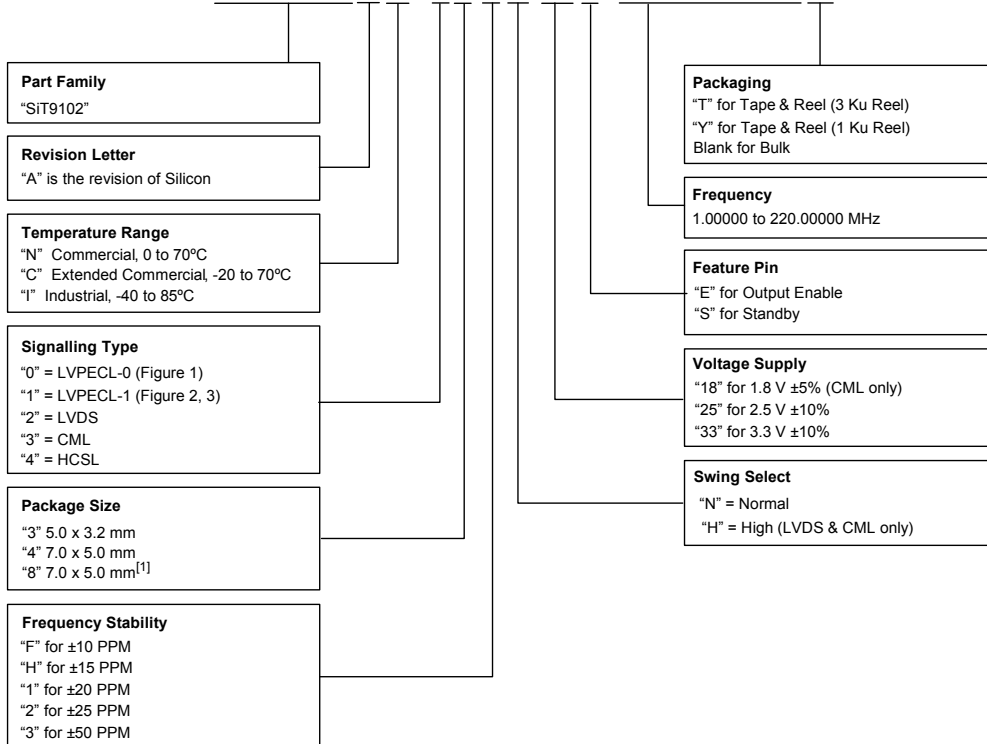 Part Family
“SiT9102”
Revision Letter
“A” is the revision of Silicon
Temperature Range
“N” Commercial, 0 to 70ºC
“C” Extended Commercial, -20 to 70ºC
“I” Industrial, -40 to 85ºC
Signalling Type
“0” = LVPECL-0 (Figure 1)
“1” = LVPECL-1 (Figure 2, 3)
“2” = LVDS
“3” = CML
“4” = HCSL
Package Size
“3” 5.0 x 3.2 mm
“4” 7.0 x 5.0 mm
“8” 7.0 x 5.0 mm[1]
Frequency Stability
“F” for ±10 PPM
“H” for ±15 PPM
“1” for ±20 PPM
“2” for ±25 PPM
“3” for ±50 PPM
Packaging
“T” for Tape & Reel (3 Ku Reel)
“Y” for Tape & Reel (1 Ku Reel)
Blank for Bulk
Frequency
1.00000 to 220.00000 MHz
Feature Pin
“E” for Output Enable
“S” for Standby
Voltage Supply
“18” for 1.8 V ±5% (CML only)
“25” for 2.5 V ±10%
“33” for 3.3 V ±10%
Swing Select
“N” = Normal
“H” = High (LVDS & CML only)